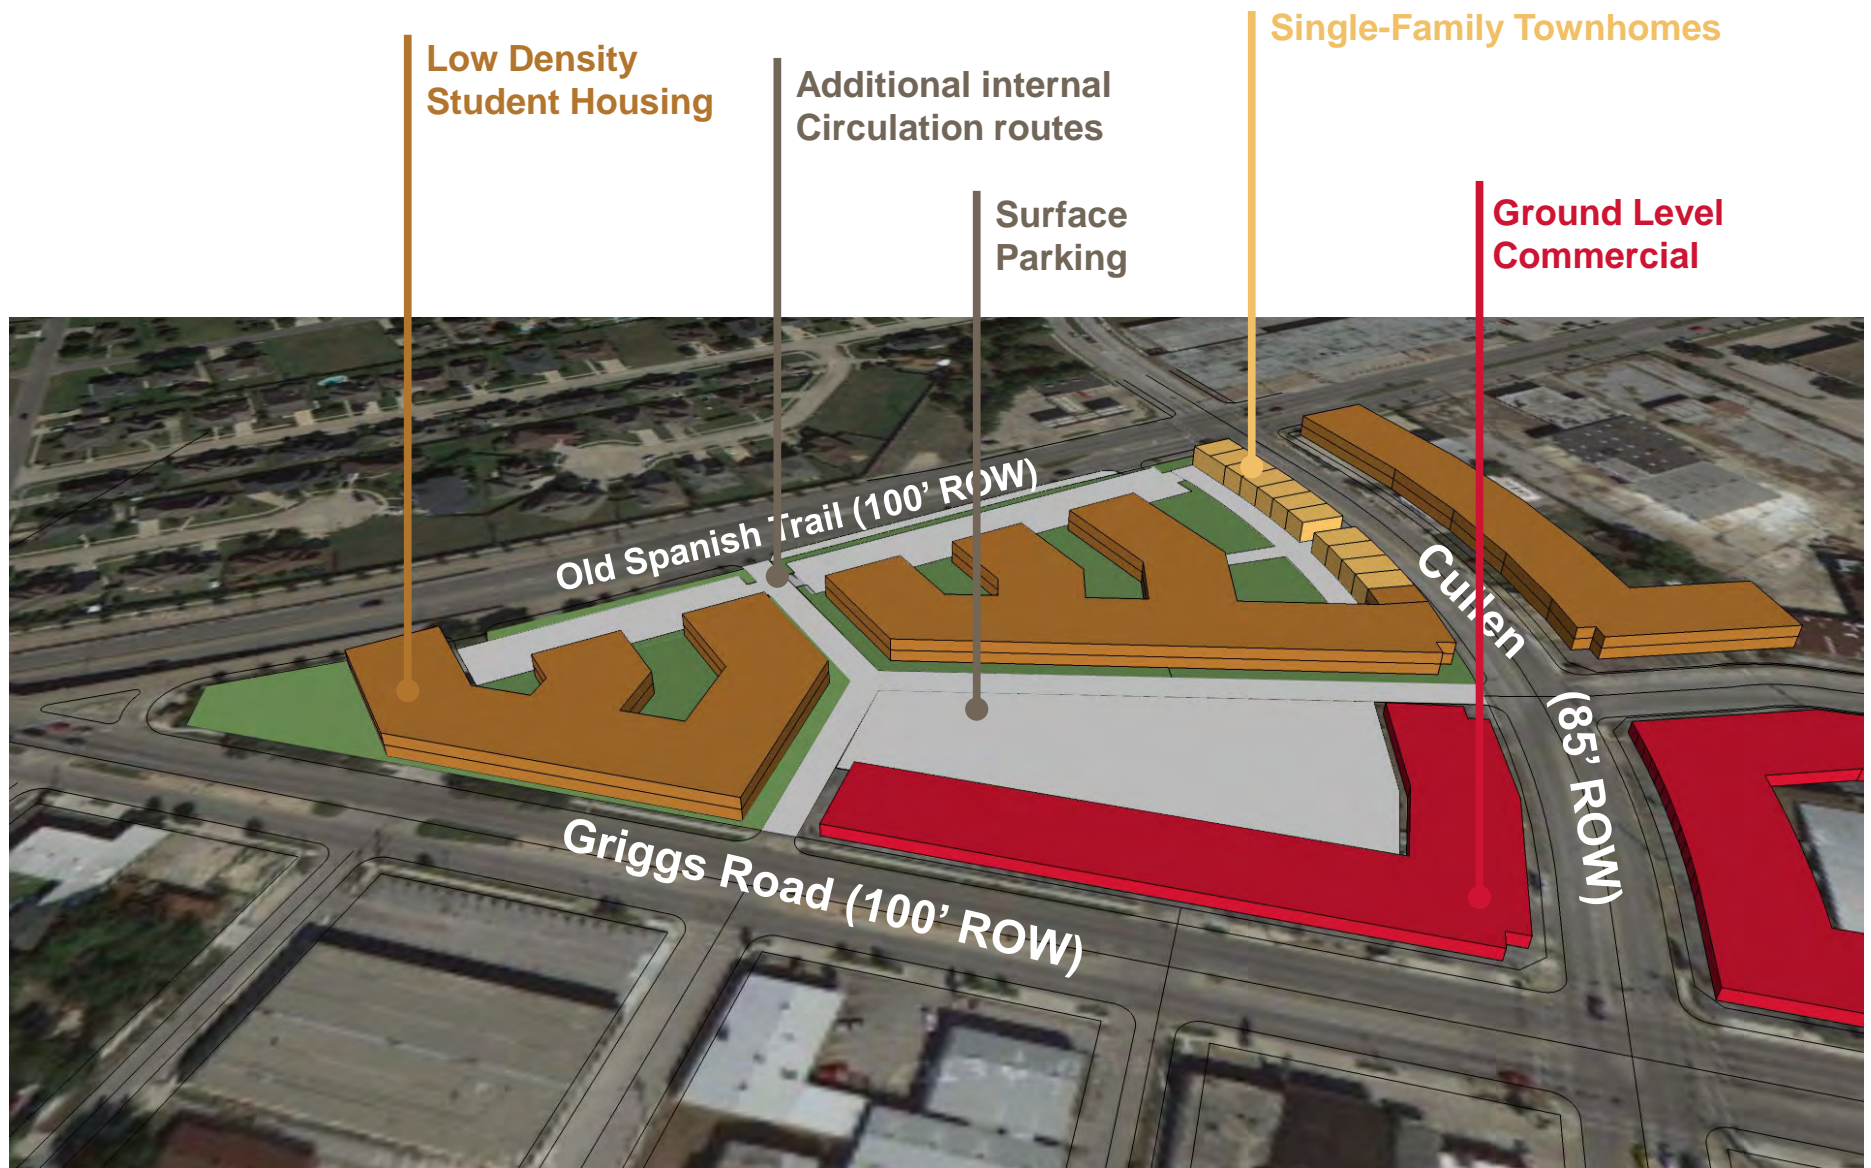 Single-Family Townhomes
Low Density
Student Housing
Additional internal
Circulation routes
Surface
Parking
Ground Level
Commercial
Old Spanish Trail (100’ ROW)
Cullen
(85’ ROW)
Griggs Road (100’ ROW)